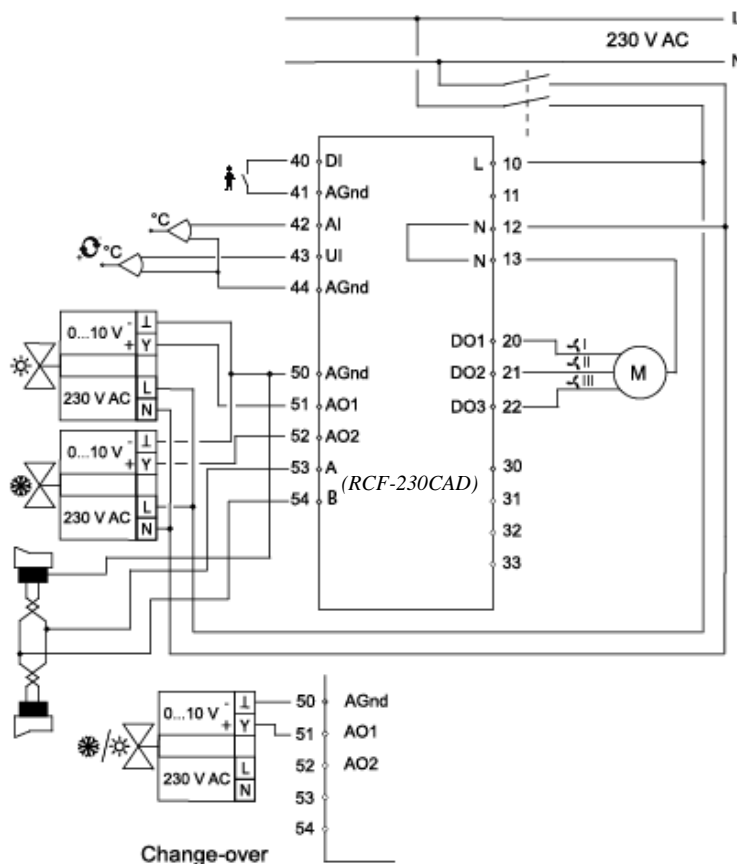 L
230 V AC
N
40 DI
41 AGnd
42 AI
43 UI
44 AGnd
°C
°C
L 10
11
N 12
N 13
0...10 V - ⊥
+ Y
L
230 V AC N
50 AGnd
51 AO1
52 AO2
53 A
54 B
(RCF-230CAD)
DO1 20
DO2 21
DO3 22
I
II
III
M
30
31
32
33
0...10 V - ⊥
+ Y
L
230 V AC N
0...10 V - ⊥
+ Y
L
230 V AC N
50 AGnd
51 AO1
52 AO2
53
54
Change-over